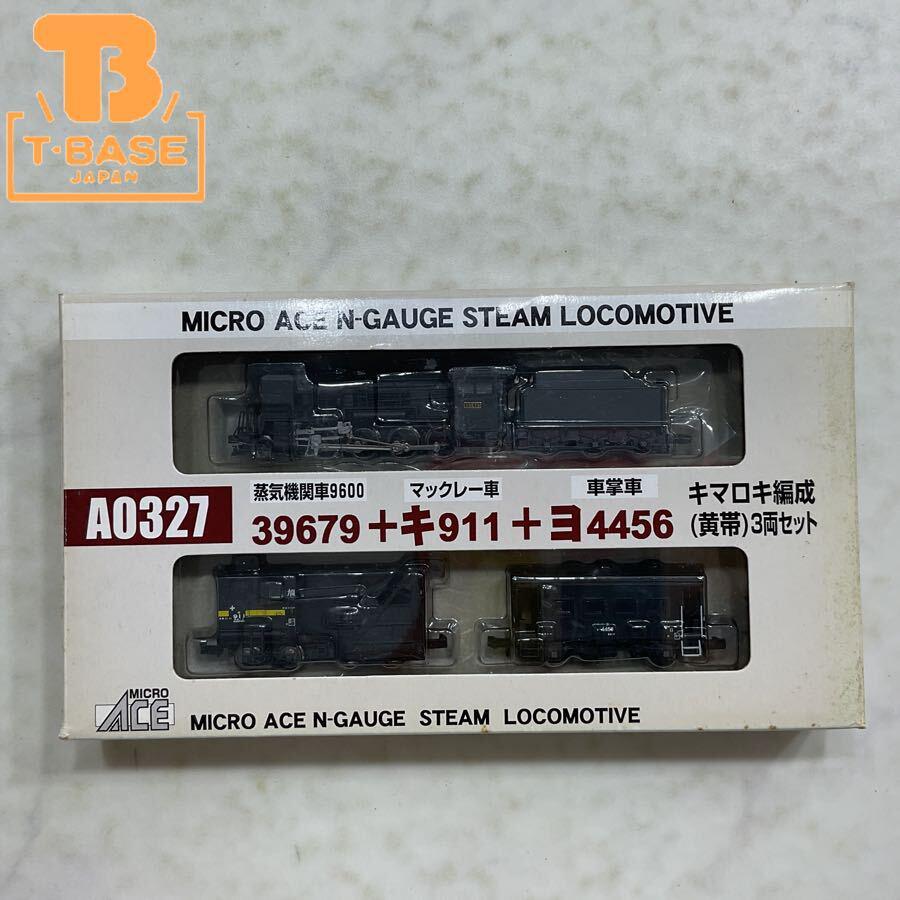 T·BASE
JAPAN
MICRO ACE N-GAUGE STEAM LOCOMOTIVE
A0327
蒸気機関車9600
マックレー車
車掌車
39679+キ911+ヨ4456
キマロキ編成
(黄帯)3両セット
911
4456
MICRO
ACE
MICRO ACE N-GAUGE STEAM LOCOMOTIVE